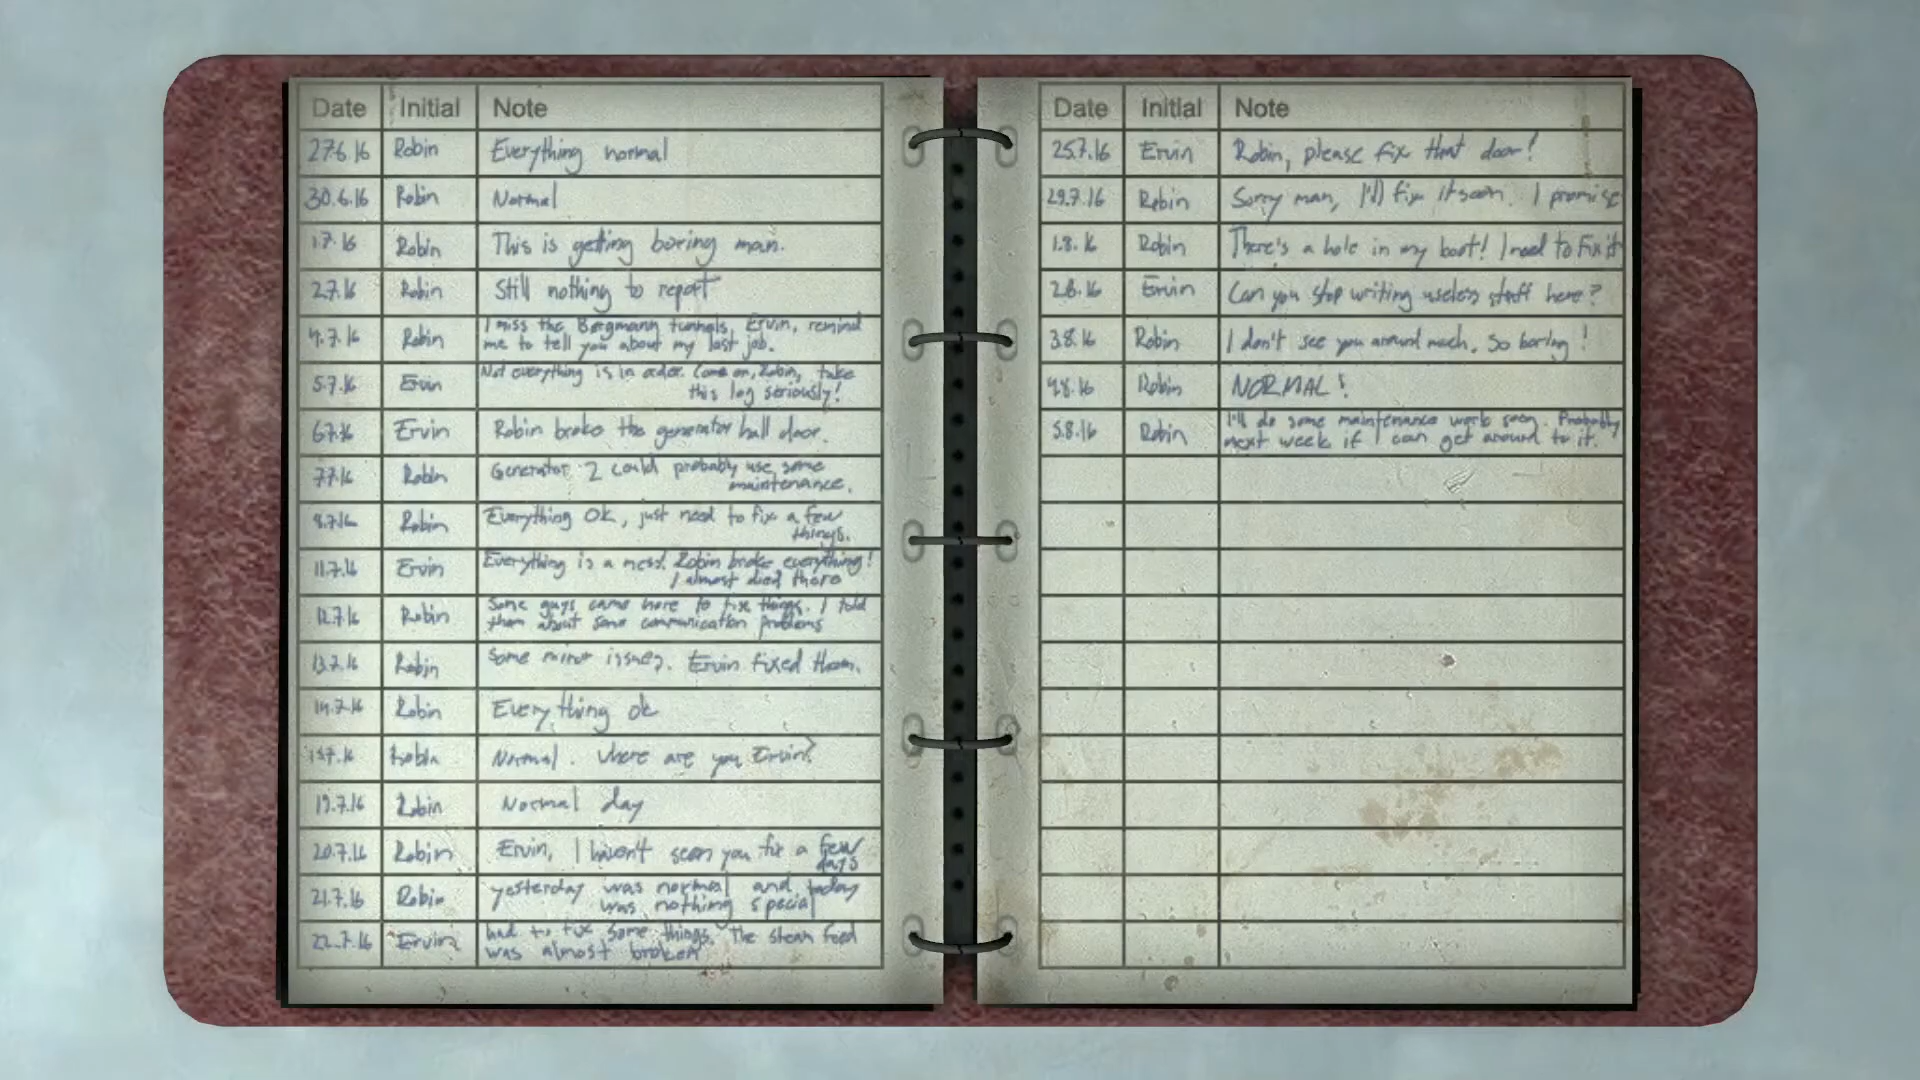 Date Initial Note
27.6.16 Robin Everything normal
30.6.16 Robin Normal
1.7.16 Robin This is getting boring man.
2.7.16 Robin Still nothing to report
4.7.16 Robin I miss the Bergmann tunnels, Ervin, remind
me to tell you about my last job.
5.7.16 Ervin Not everything is in order. Come on, Robin, take
this log seriously!
6.7.16 Ervin Robin broke the generator hall door.
7.7.16 Robin Generator 2 could probably use some
maintenance.
8.7.16 Robin Everything Ok, just need to fix a few
things.
11.7.16 Ervin Everything is a mess! Robin broke everything!
I almost died there
12.7.16 Robin Some guys came here to fix things. I told
them about some communication problems
13.7.16 Robin Some minor issues. Ervin fixed them.
14.7.16 Robin Everything ok
15.7.16 Robin Normal. Where are you Ervin?
19.7.16 Robin Normal day
20.7.16 Robin Ervin, I haven't seen you for a few
days
21.7.16 Robin yesterday was normal and today
was nothing special
22.7.16 Ervin had to fix some things. The steam feed
was almost broken
Date Initial Note
25.7.16 Ervin Robin, please fix that door!
29.7.16 Robin Sorry man, I'll fix it soon. I promise
1.8.16 Robin There's a hole in my boot! I need to fix it
2.8.16 Ervin Can you stop writing useless stuff here?
3.8.16 Robin I don't see you around much. So boring!
4.8.16 Robin NORMAL!
5.8.16 Robin I'll do some maintenance work soon. Probably
next week if I can get around to it.